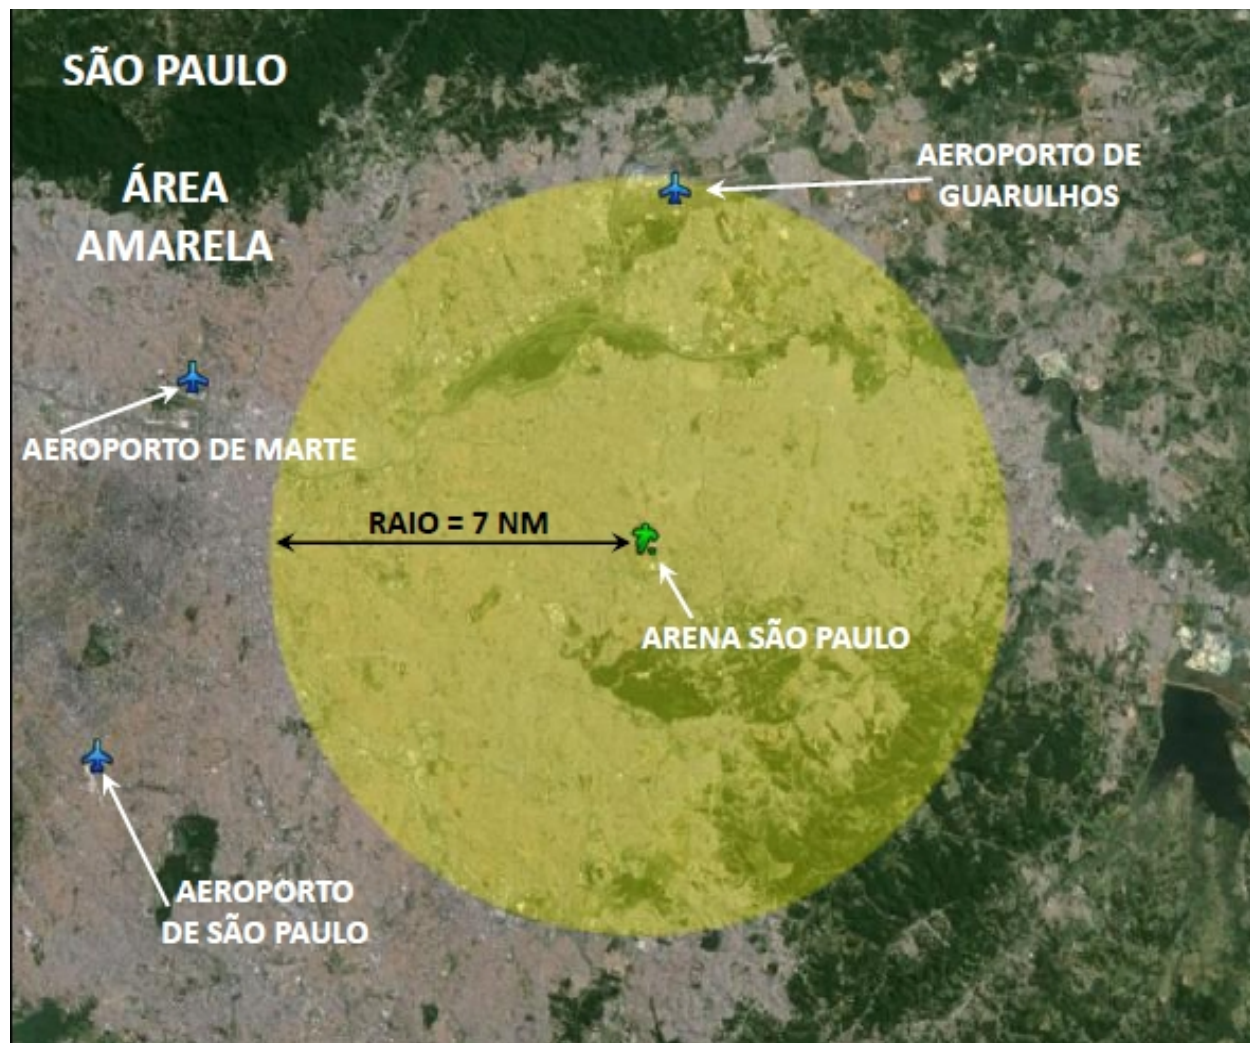 SÃO PAULO
ÁREA
AMARELA
AEROPORTO DE
GUARULHOS
AEROPORTO DE MARTE
RAIO = 7 NM
ARENA SÃO PAULO
AEROPORTO
DE SÃO PAULO